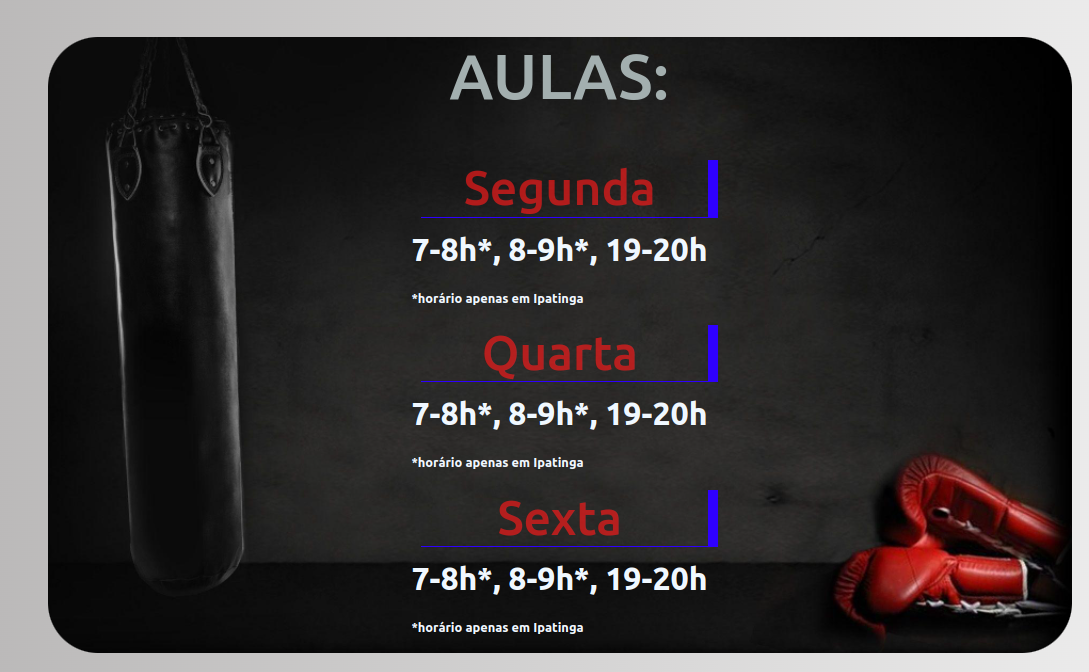 AULAS:
Segunda
7-8h*, 8-9h*, 19-20h
*horário apenas em Ipatinga
Quarta
7-8h*, 8-9h*, 19-20h
*horário apenas em Ipatinga
Sexta
7-8h*, 8-9h*, 19-20h
*horário apenas em Ipatinga